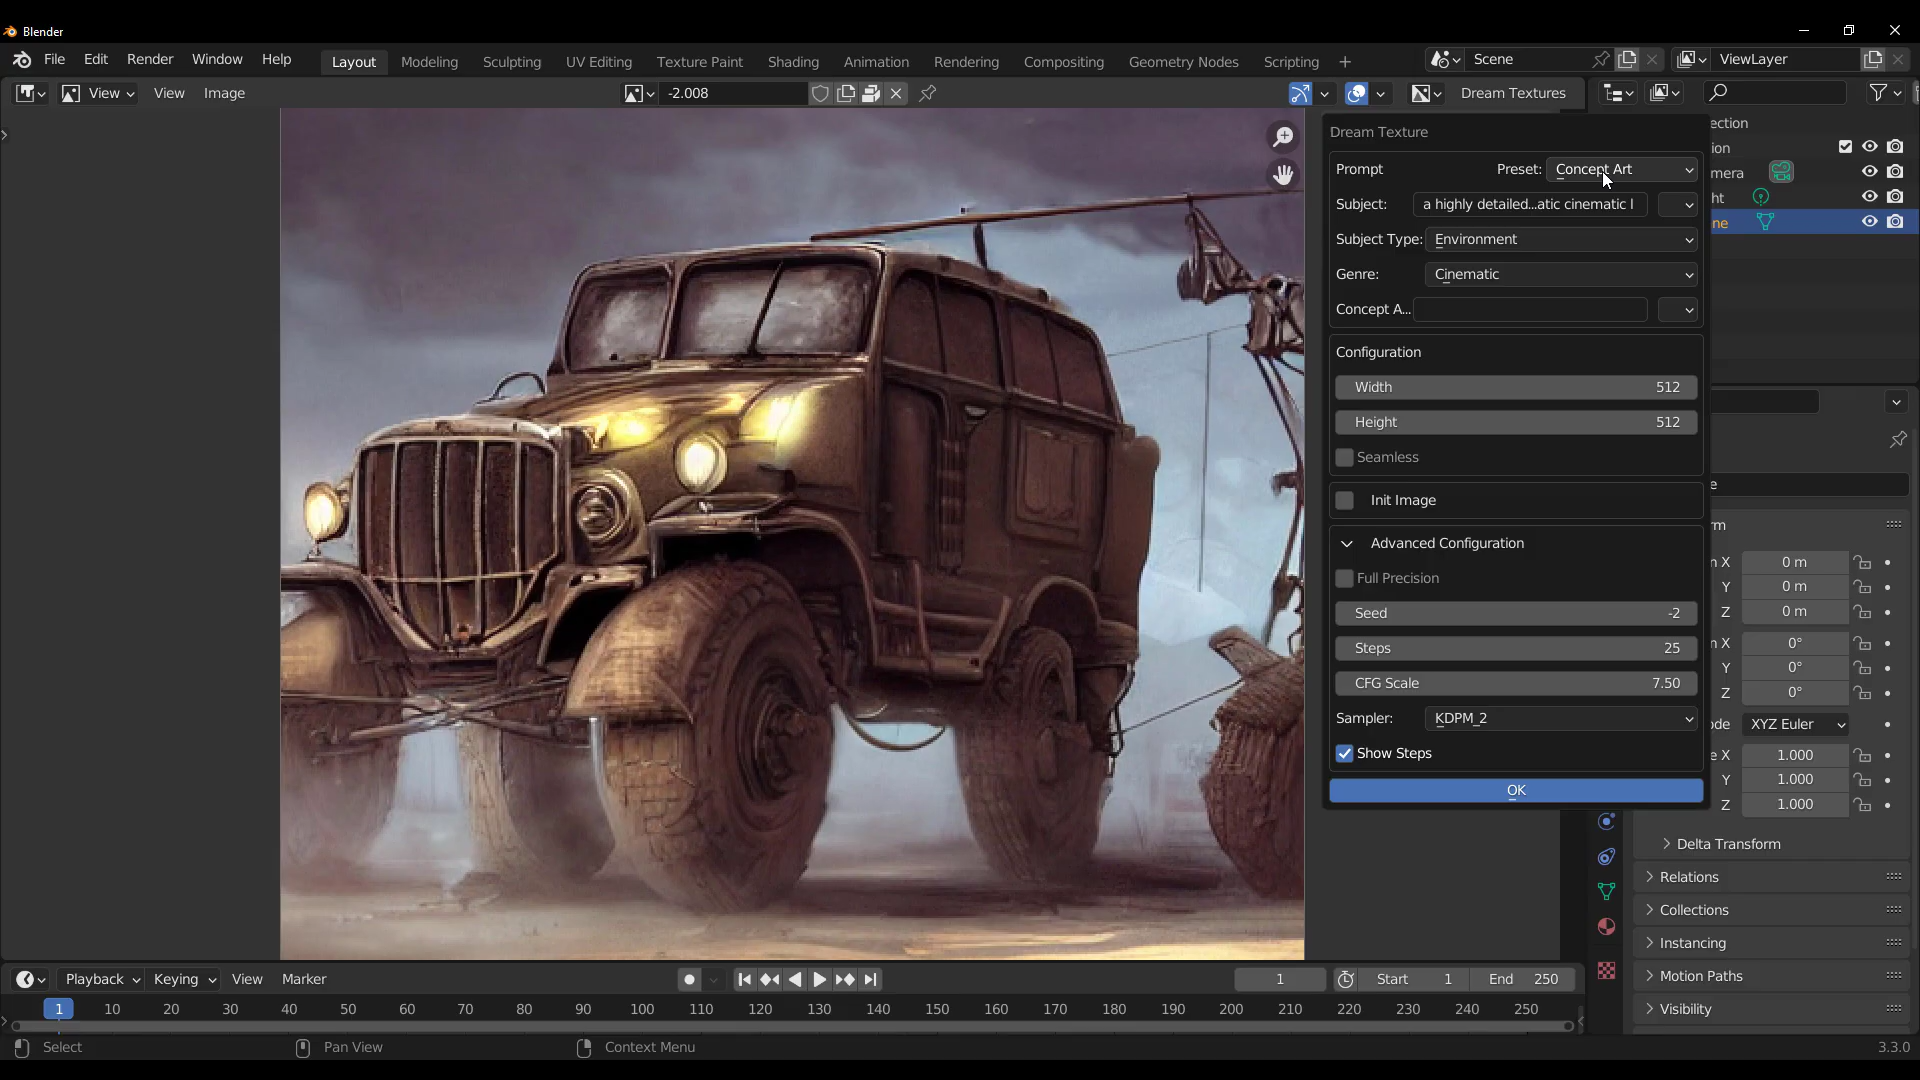 Blender
File Edit Render Window Help Layout Modeling Sculpting UV Editing Texture Paint Shading Animation Rendering Compositing Geometry Nodes Scripting + Scene ViewLayer
View View Image -2.008 Dream Textures
Dream Texture
ection
Prompt Preset: Concept Art
ion
mera
Subject: a highly detailed...atic cinematic l
ht
ne
Subject Type: Environment
Genre: Cinematic
Concept A...
Configuration
Width 512
Height 512
Seamless
e
Init Image
rm
Advanced Configuration
n X 0 m
Full Precision
Y 0 m
Z 0 m
Seed -2
n X 0°
Steps 25
Y 0°
CFG Scale 7.50
Z 0°
Sampler: KDPM_2
ode XYZ Euler
Show Steps
e X 1.000
Y 1.000
OK
Z 1.000
Delta Transform
Relations
Collections
Instancing
Motion Paths
Visibility
Playback Keying View Marker 1 Start 1 End 250
1 10 20 30 40 50 60 70 80 90 100 110 120 130 140 150 160 170 180 190 200 210 220 230 240 250
Select Pan View Context Menu 3.3.0